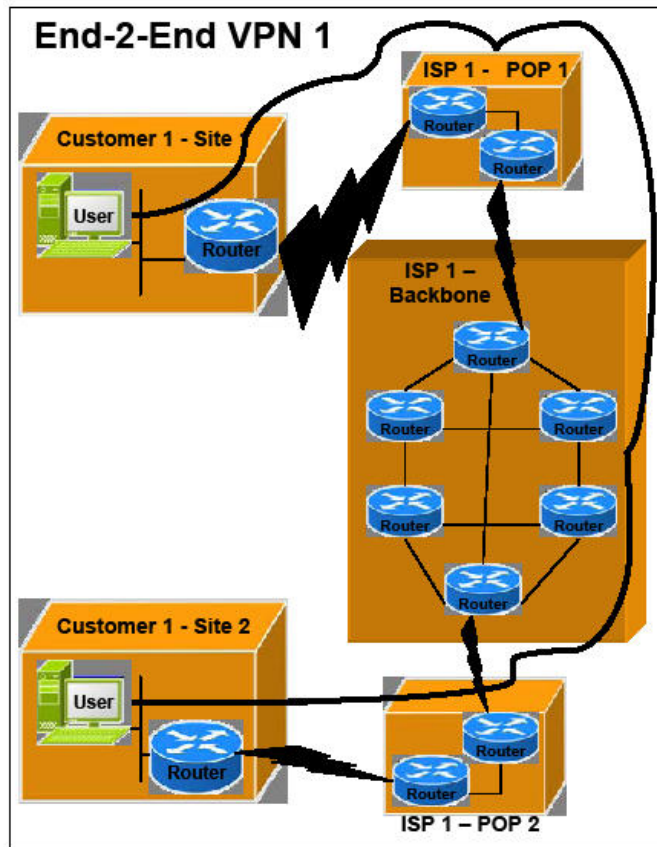 End-2-End VPN 1
ISP 1 - POP 1
Router
Router
Customer 1 - Site 1
User
Router
ISP 1 –
Backbone
Router
Router
Router
Router
Router
Router
Customer 1 - Site 2
User
Router
Router
Router
ISP 1 – POP 2